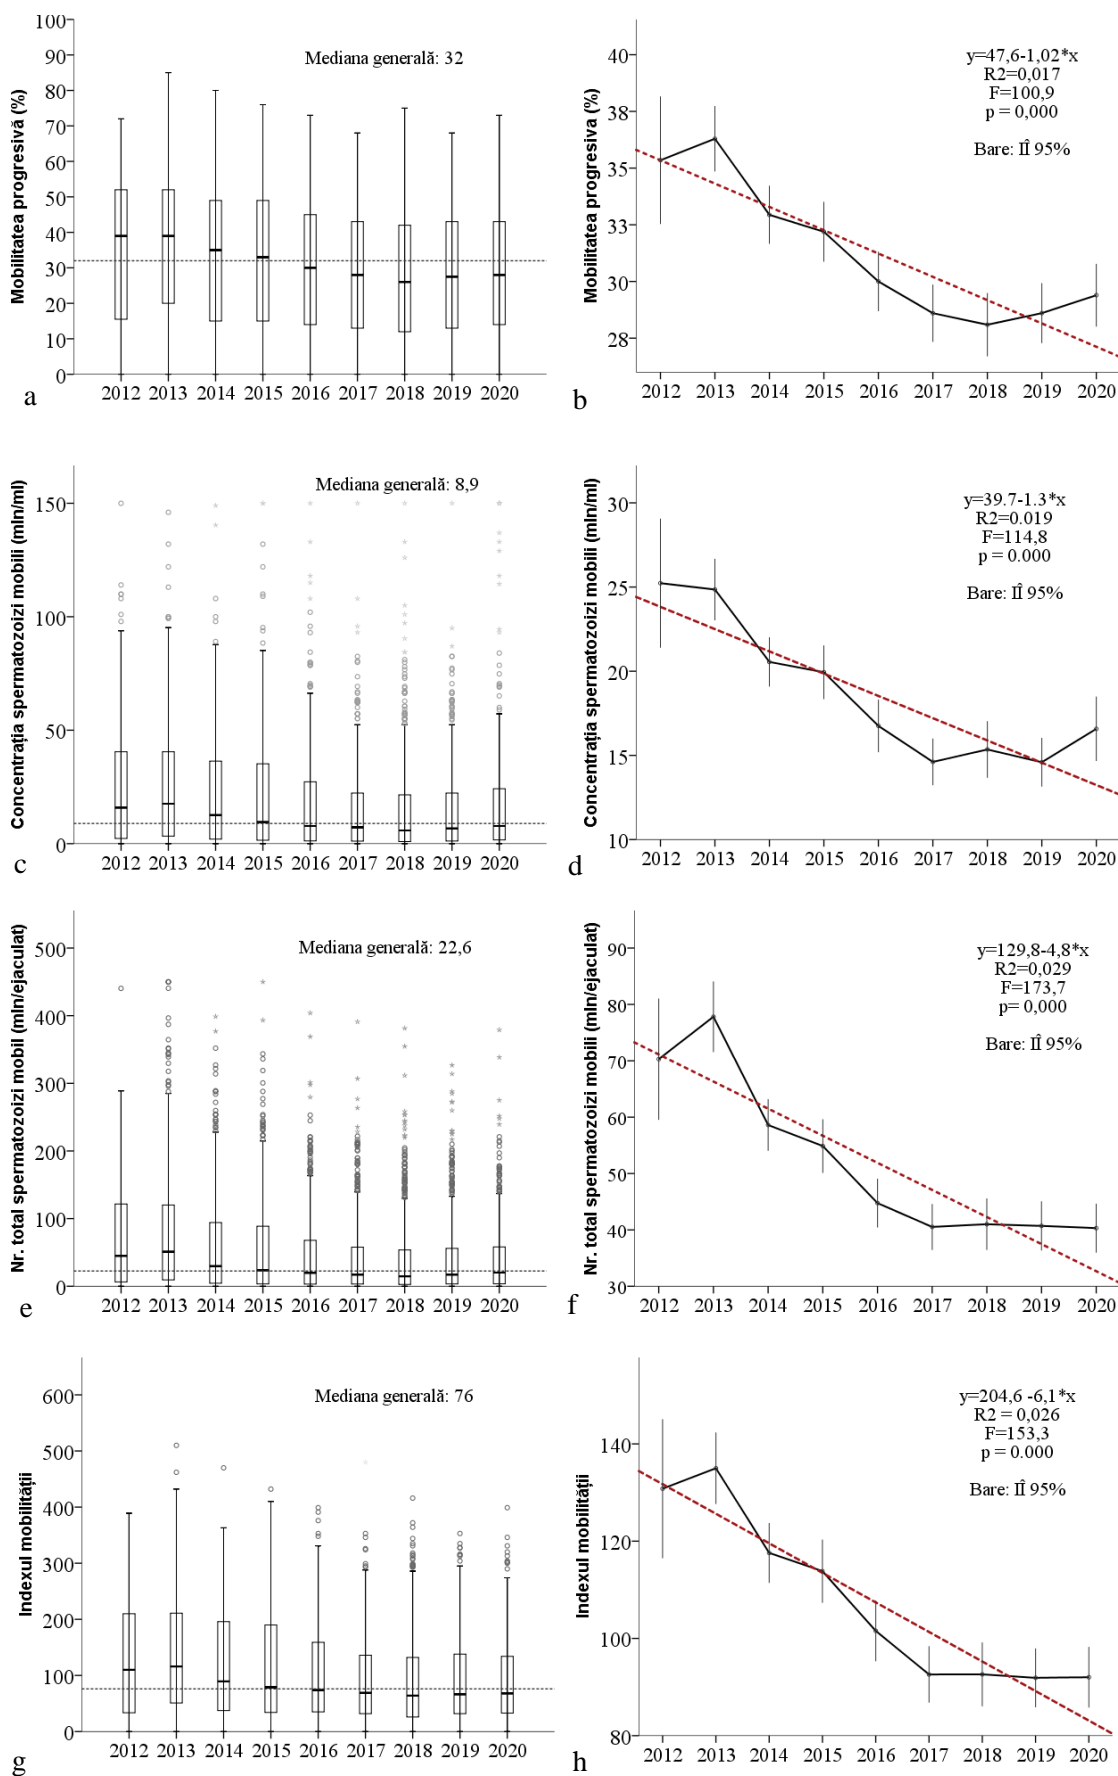 Mobilitatea progresivă (%)
100
90
80
70
60
50
40
30
20
10
0
Mediana generală: 32
2012 2013 2014 2015 2016 2017 2018 2019 2020
a
Mobilitatea progresivă (%)
40
38
35
33
30
28
y=47,6-1,02*x
R2=0,017
F=100,9
p = 0,000
Bare: IÎ 95%
2012 2013 2014 2015 2016 2017 2018 2019 2020
b
Concentrația spermatozoizi mobili (mln/ml)
150
100
50
0
Mediana generală: 8,9
2012 2013 2014 2015 2016 2017 2018 2019 2020
c
Concentrația spermatozoizi mobili (mln/ml)
30
25
20
15
10
y=39.7-1.3*x
R2=0.019
F=114,8
p = 0.000
Bare: IÎ 95%
2012 2013 2014 2015 2016 2017 2018 2019 2020
d
Nr. total spermatozoizi mobil (mln/ejaculat)
500
400
300
200
100
0
Mediana generală: 22,6
2012 2013 2014 2015 2016 2017 2018 2019 2020
e
Nr. total spermatozoizi mobili (mln/ejaculat)
90
80
70
60
50
40
30
y=129,8-4,8*x
R2=0,029
F=173,7
p= 0,000
Bare: IÎ 95%
2012 2013 2014 2015 2016 2017 2018 2019 2020
f
Indexul mobilității
600
500
400
300
200
100
0
Mediana generală: 76
2012 2013 2014 2015 2016 2017 2018 2019 2020
g
Indexul mobilității
140
120
100
80
y=204,6 -6,1*x
R2 = 0,026
F=153,3
p = 0.000
Bare: IÎ 95%
2012 2013 2014 2015 2016 2017 2018 2019 2020
h